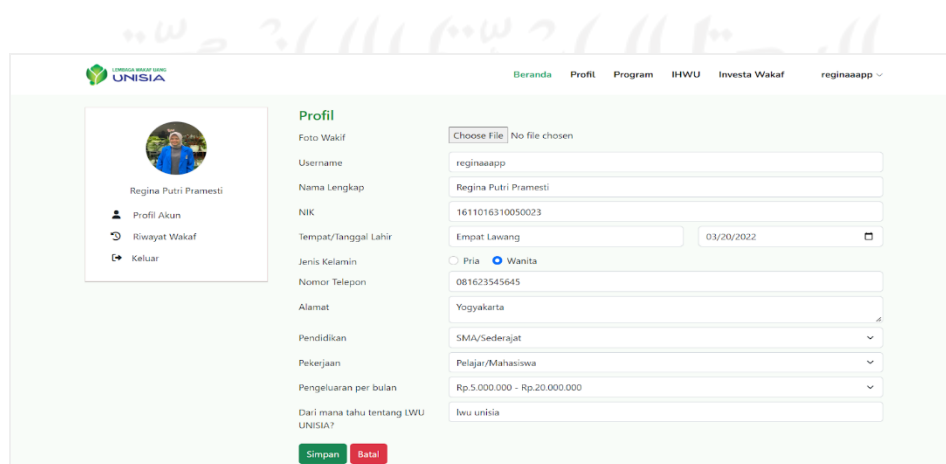 LEMBAGA WAKAF UANG
UNISIA
Beranda Profil Program IHWU Investa Wakaf reginaaapp
Regina Putri Pramesti
Profil Akun
Riwayat Wakaf
Keluar
Profil
Foto Wakif Choose File No file chosen
Username reginaaapp
Nama Lengkap Regina Putri Pramesti
NIK 1611016310050023
Tempat/Tanggal Lahir Empat Lawang 03/20/2022
Jenis Kelamin Pria Wanita
Nomor Telepon 081623545645
Alamat Yogyakarta
Pendidikan SMA/Sederajat
Pekerjaan Pelajar/Mahasiswa
Pengeluaran per bulan Rp.5.000.000 - Rp.20.000.000
Dari mana tahu tentang LWU lwu unisia
UNISIA?
Simpan Batal